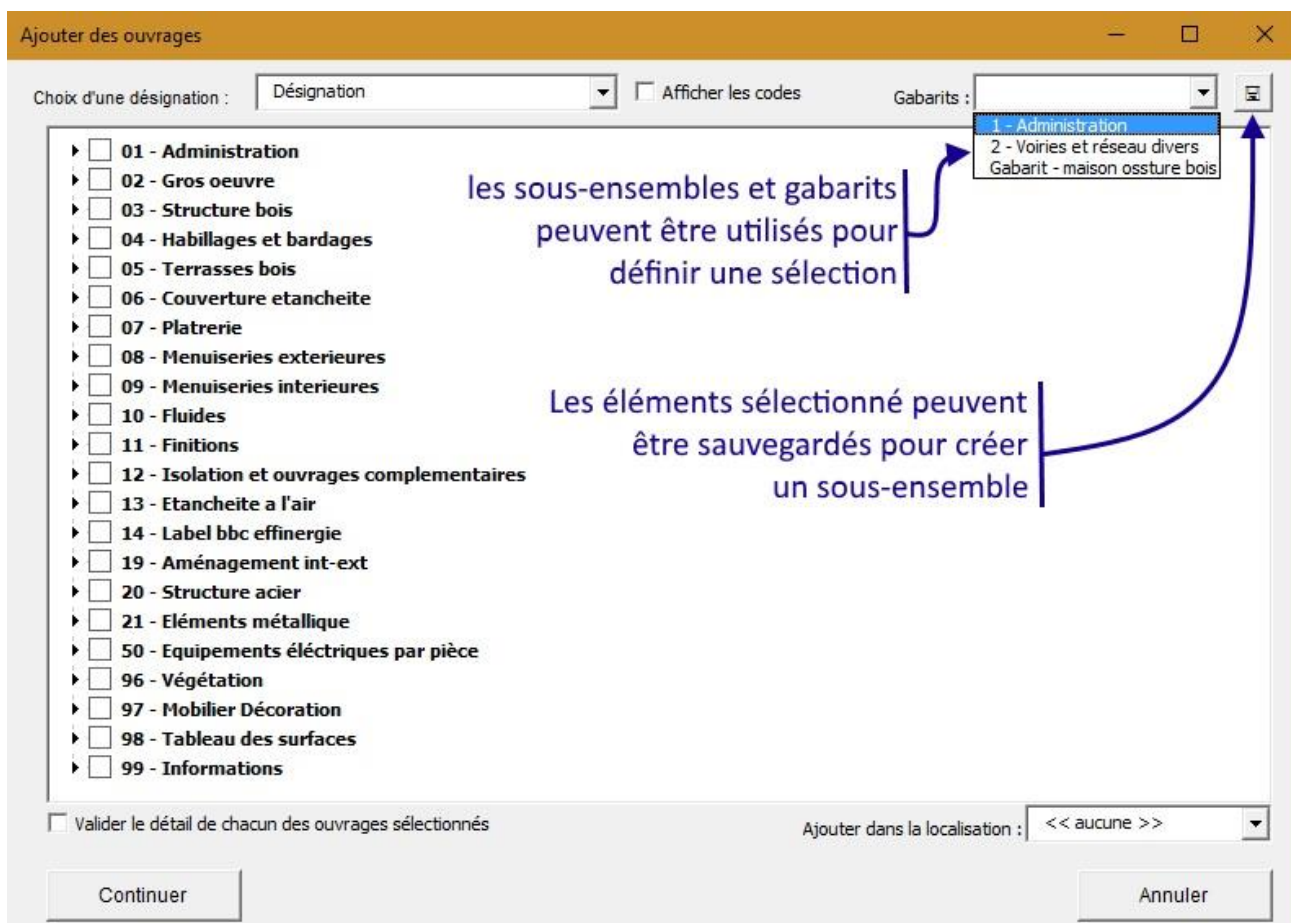 Ajouter des ouvrages
Choix d'une désignation :
Désignation
Afficher les codes
Gabarits :
1 - Administration
2 - Voiries et réseau divers
Gabarit - maison ossture bois
01 - Administration
02 - Gros oeuvre
03 - Structure bois
04 - Habillages et bardages
05 - Terrasses bois
06 - Couverture etancheite
07 - Platrerie
08 - Menuiseries exterieures
09 - Menuiseries interieures
10 - Fluides
11 - Finitions
12 - Isolation et ouvrages complementaires
13 - Etancheite a l'air
14 - Label bbc effinergie
19 - Aménagement int-ext
20 - Structure acier
21 - Eléments métallique
50 - Equipements éléctriques par pièce
96 - Végétation
97 - Mobilier Décoration
98 - Tableau des surfaces
99 - Informations
les sous-ensembles et gabarits
peuvent être utilisés pour
définir une sélection
Les éléments sélectionné peuvent
être sauvegardés pour créer
un sous-ensemble
Valider le détail de chacun des ouvrages sélectionnés
Ajouter dans la localisation :
<< aucune >>
Continuer
Annuler